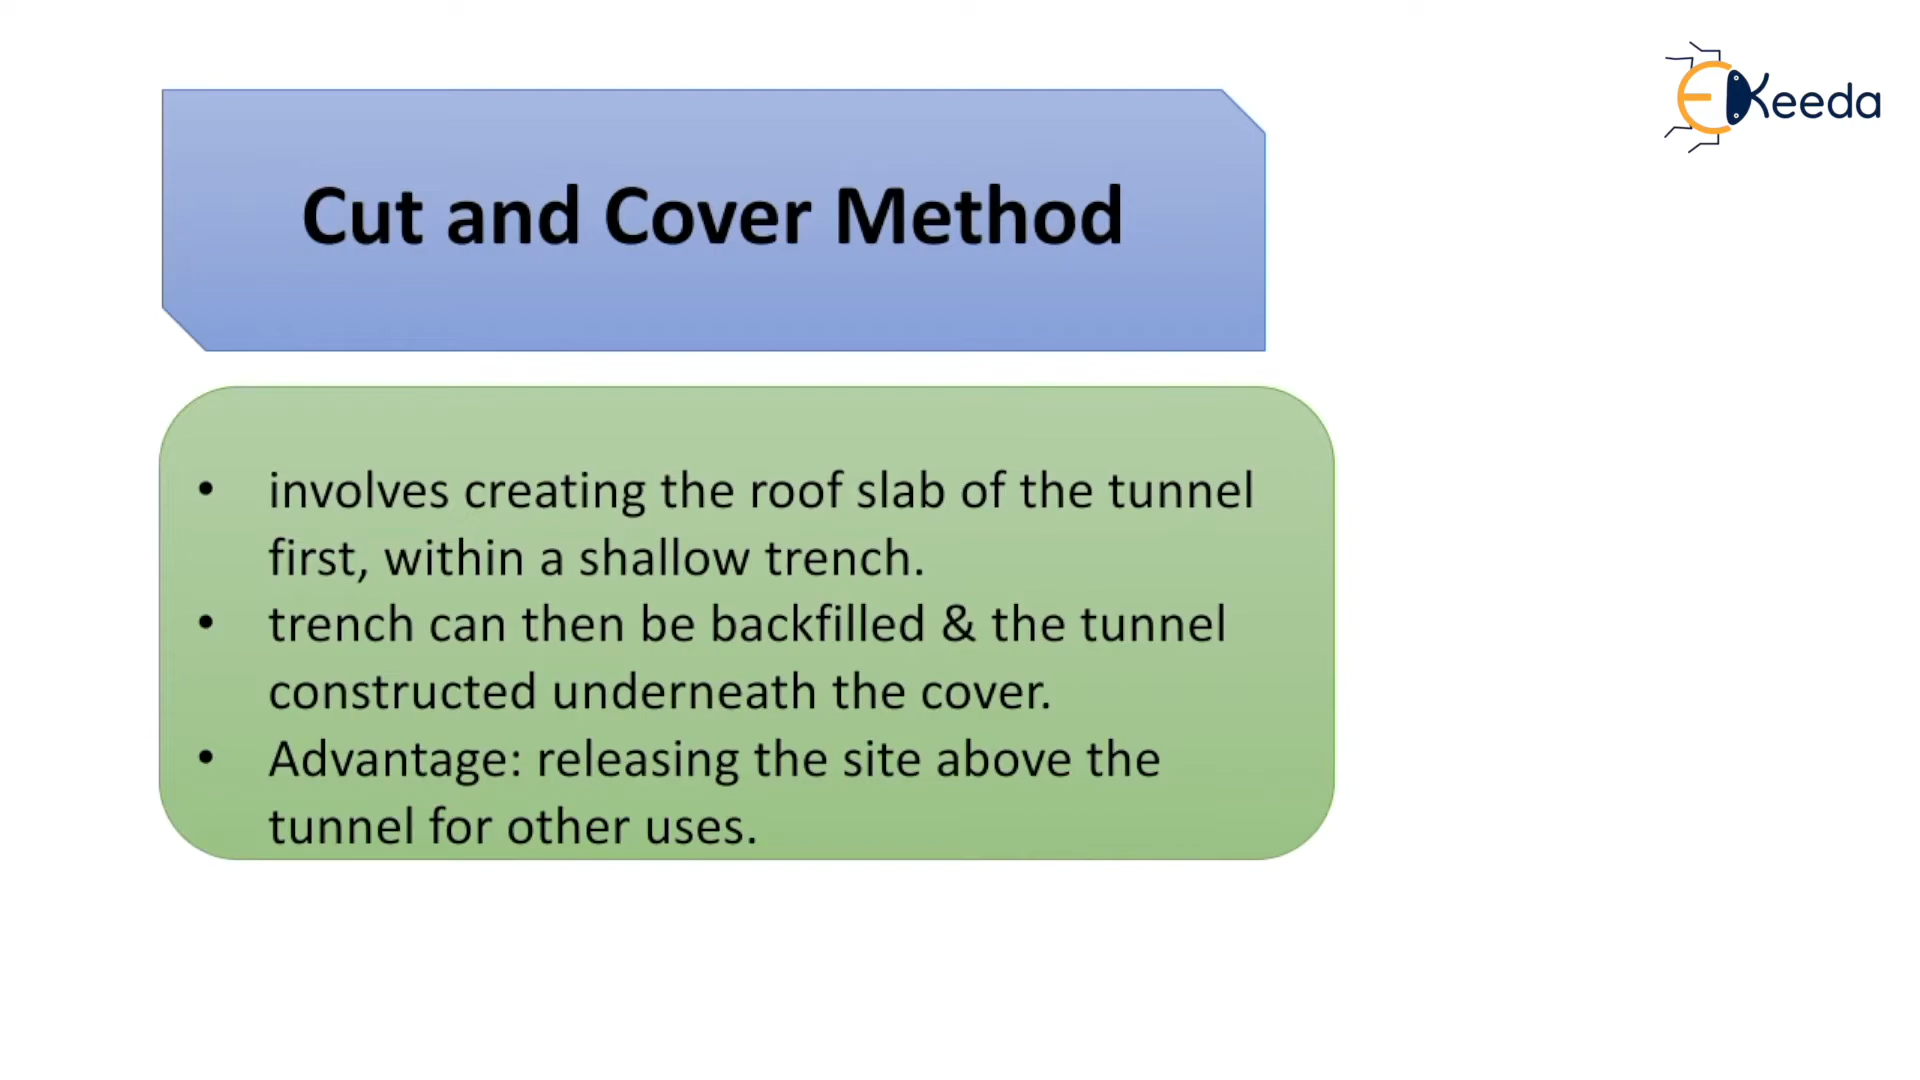 EKeeda
Cut and Cover Method
• involves creating the roof slab of the tunnel
first, within a shallow trench.
• trench can then be backfilled & the tunnel
constructed underneath the cover.
• Advantage: releasing the site above the
tunnel for other uses.